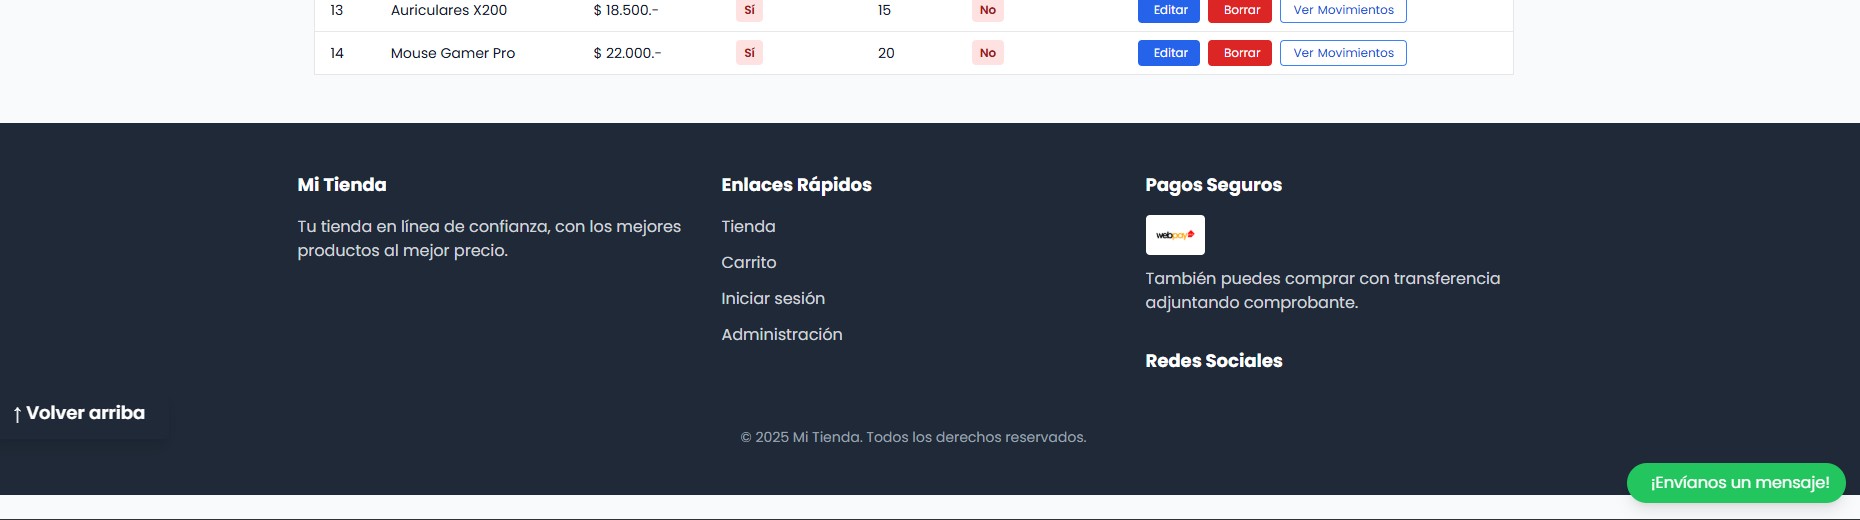 13 Auriculares X200 $ 18.500.- Sí 15 No Editar Borrar Ver Movimientos
14 Mouse Gamer Pro $ 22.000.- Sí 20 No Editar Borrar Ver Movimientos
Mi Tienda
Tu tienda en línea de confianza, con los mejores
productos al mejor precio.
Enlaces Rápidos
Tienda
Carrito
Iniciar sesión
Administración
Pagos Seguros
webpay
También puedes comprar con transferencia
adjuntando comprobante.
Redes Sociales
↑ Volver arriba
© 2025 Mi Tienda. Todos los derechos reservados.
¡Envíanos un mensaje!